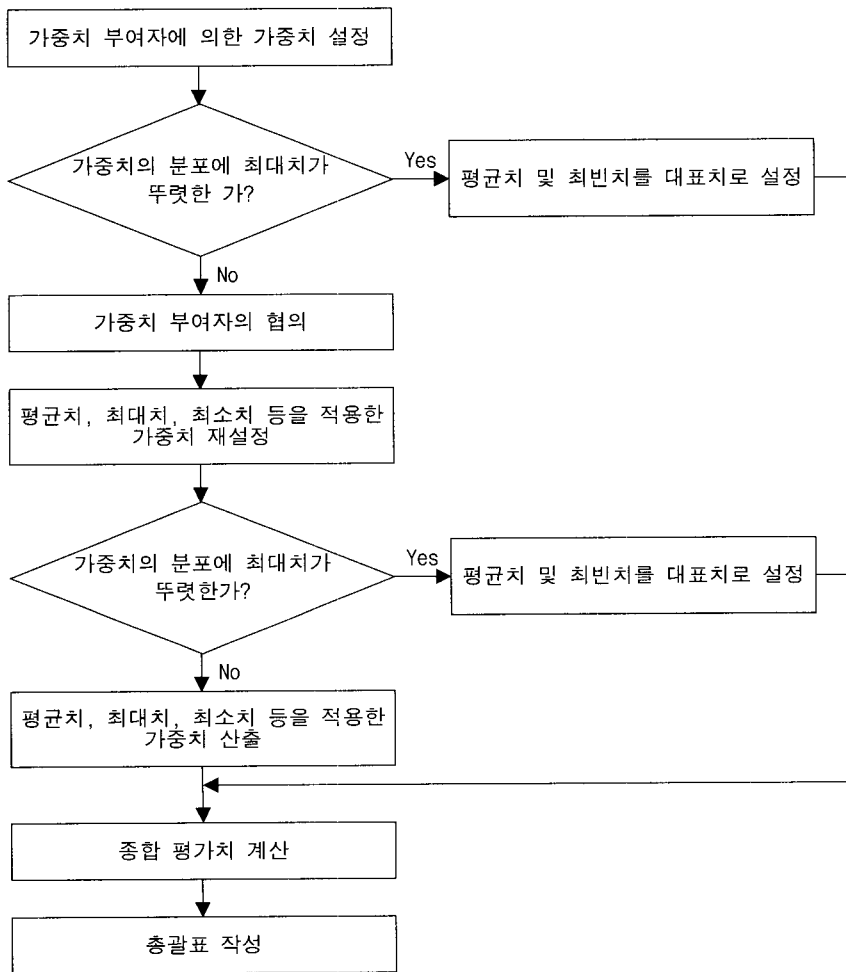 가중치 부여자에 의한 가중치 설정
가중치의 분포에 최대치가
뚜렷한 가?
Yes
평균치 및 최빈치를 대표치로 설정
No
가중치 부여자의 협의
평균치, 최대치, 최소치 등을 적용한
가중치 재설정
가중치의 분포에 최대치가
뚜렷한가?
Yes
평균치 및 최빈치를 대표치로 설정
No
평균치, 최대치, 최소치 등을 적용한
가중치 산출
종합 평가치 계산
총괄표 작성